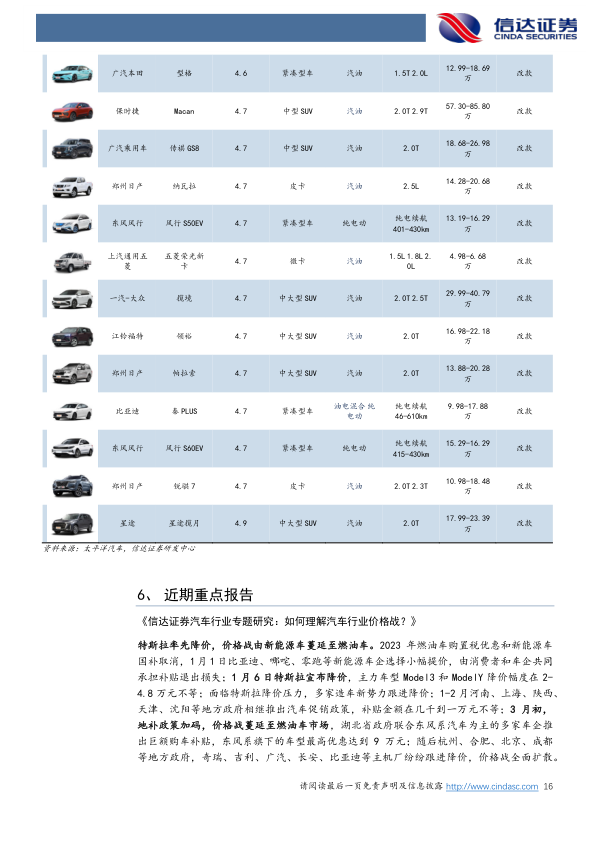 信达证券
CINDA SECURITIES
广汽本田 型格 4.6 紧凑型车 汽油 1.5T 2.0L 12.99-18.69万 改款
保时捷 Macan 4.7 中型SUV 汽油 2.0T 2.9T 57.30-85.80万 改款
广汽乘用车 传祺GS8 4.7 中型SUV 汽油 2.0T 18.68-26.98万 改款
郑州日产 纳瓦拉 4.7 皮卡 汽油 2.5L 14.28-20.68万 改款
东风风行 风行S50EV 4.7 紧凑型车 纯电动 纯电续航401-430km 13.19-16.29万 改款
上汽通用五菱 五菱荣光新卡 4.7 微卡 汽油 1.5L 1.8L 2.0L 4.98-6.68万 改款
一汽-大众 揽境 4.7 中大型SUV 汽油 2.0T 2.5T 29.99-40.79万 改款
江铃福特 领裕 4.7 中大型SUV 汽油 2.0T 16.98-22.18万 改款
郑州日产 帕拉索 4.7 中大型SUV 汽油 2.0T 13.88-20.28万 改款
比亚迪 秦PLUS 4.7 紧凑型车 油电混合 纯电动 纯电续航46-610km 9.98-17.88万 改款
东风风行 风行S60EV 4.7 紧凑型车 纯电动 纯电续航415-430km 15.29-16.29万 改款
郑州日产 锐骐7 4.7 皮卡 汽油 2.0T 2.3T 10.98-18.48万 改款
星途 星途揽月 4.9 中大型SUV 汽油 2.0T 17.99-23.39万 改款
资料来源：太平洋汽车，信达证券研发中心
6、 近期重点报告
《信达证券汽车行业专题研究：如何理解汽车行业价格战？》
特斯拉率先降价，价格战由新能源车蔓延至燃油车。2023 年燃油车购置税优惠和新能源车
国补取消，1月1日比亚迪、哪吒、零跑等新能源车企选择小幅提价，由消费者和车企共同
承担补贴退出损失；1 月 6 日特斯拉宣布降价，主力车型 Model3 和 ModelY 降价幅度在 2-
4.8 万元不等；面临特斯拉降价压力，多家造车新势力跟进降价；1-2 月河南、上海、陕西、
天津、沈阳等地方政府相继推出汽车促销政策，补贴金额在几千到一万元不等；3 月初，
地补政策加码，价格战蔓延至燃油车市场，湖北省政府联合东风系汽车为主的多家车企推
出巨额购车补贴，东风系旗下的车型最高优惠达到 9 万元；随后杭州、合肥、北京、成都
等地方政府，奇瑞、吉利、广汽、长安、比亚迪等主机厂纷纷跟进降价，价格战全面扩散。
请阅读最后一页免责声明及信息披露 http://www.cindasc.com 16